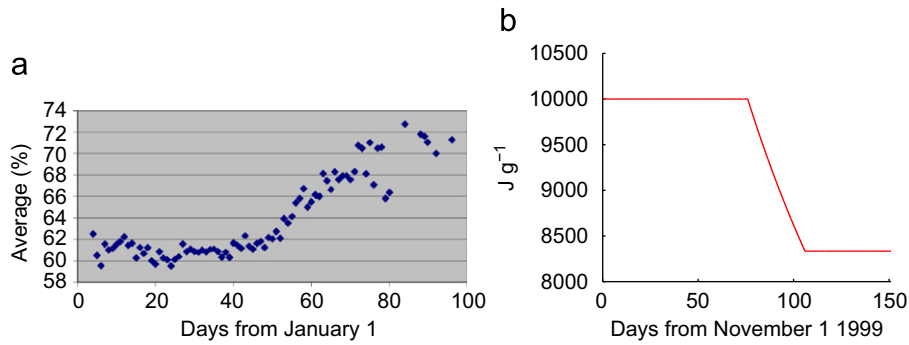 a
Average (%)
74
72
70
68
66
64
62
60
58
0 20 40 60 80 100
Days from January 1
b
J g⁻¹
10500
10000
9500
9000
8500
8000
0 50 100 150
Days from November 1 1999